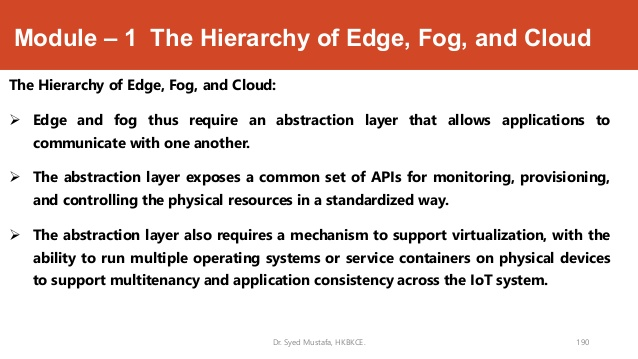 Module – 1 The Hierarchy of Edge, Fog, and Cloud
The Hierarchy of Edge, Fog, and Cloud:
➢ Edge and fog thus require an abstraction layer that allows applications to
communicate with one another.
➢ The abstraction layer exposes a common set of APIs for monitoring, provisioning,
and controlling the physical resources in a standardized way.
➢ The abstraction layer also requires a mechanism to support virtualization, with the
ability to run multiple operating systems or service containers on physical devices
to support multitenancy and application consistency across the IoT system.
Dr. Syed Mustafa, HKBKCE. 190